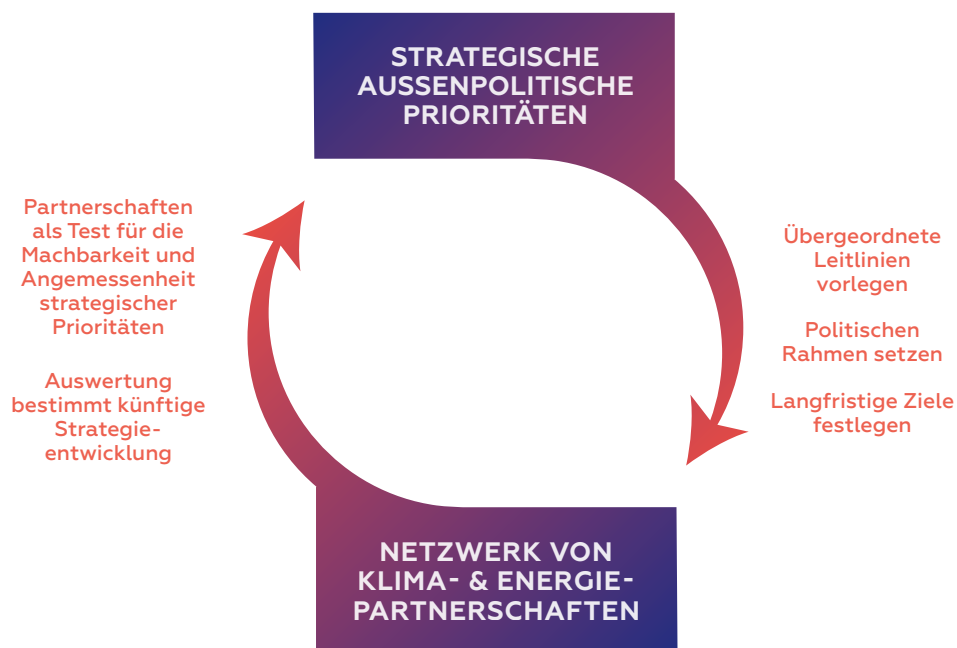 STRATEGISCHE
AUSSENPOLITISCHE
PRIORITÄTEN
Partnerschaften
als Test für die
Machbarkeit und
Angemessenheit
strategischer
Prioritäten
Auswertung
bestimmt künftige
Strategie-
entwicklung
Übergeordnete
Leitlinien
vorlegen
Politischen
Rahmen setzen
Langfristige Ziele
festlegen
NETZWERK VON
KLIMA- & ENERGIE-
PARTNERSCHAFTEN